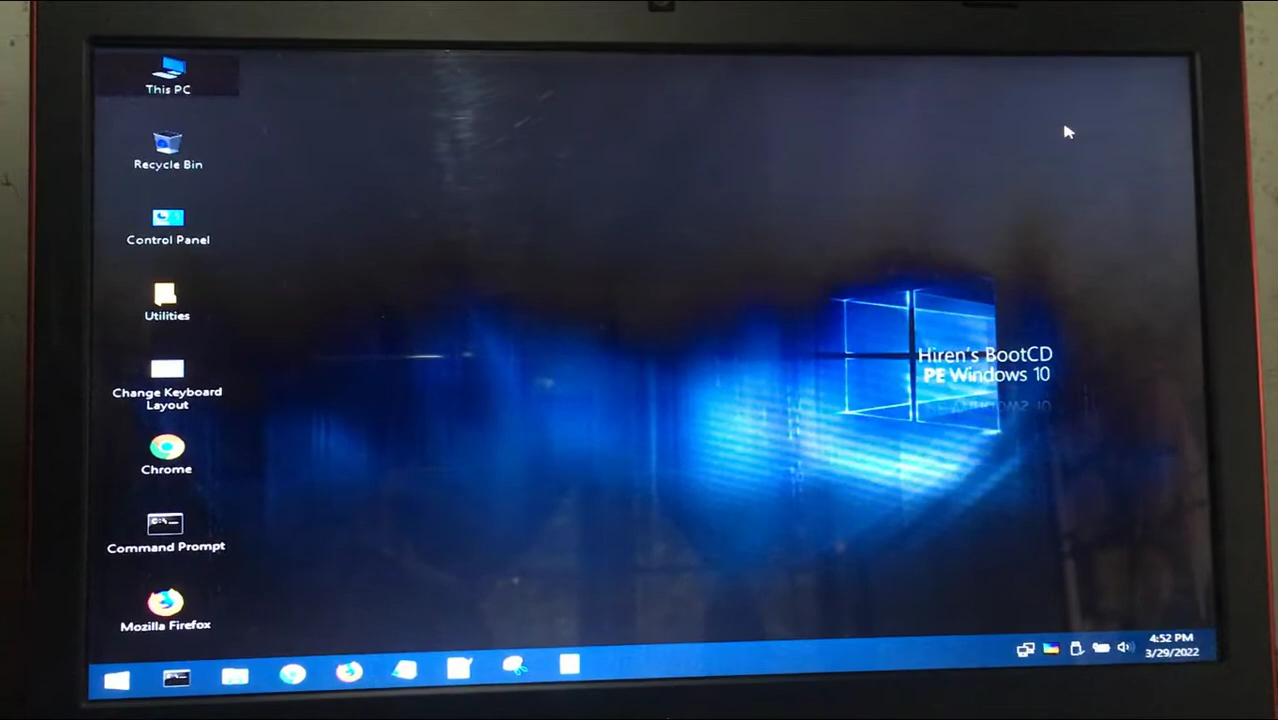 This PC
Recycle Bin
Control Panel
Utilities
Change Keyboard
Layout
Chrome
Command Prompt
Mozilla Firefox
Hiren's BootCD
PE Windows 10
4:52 PM
3/29/2022